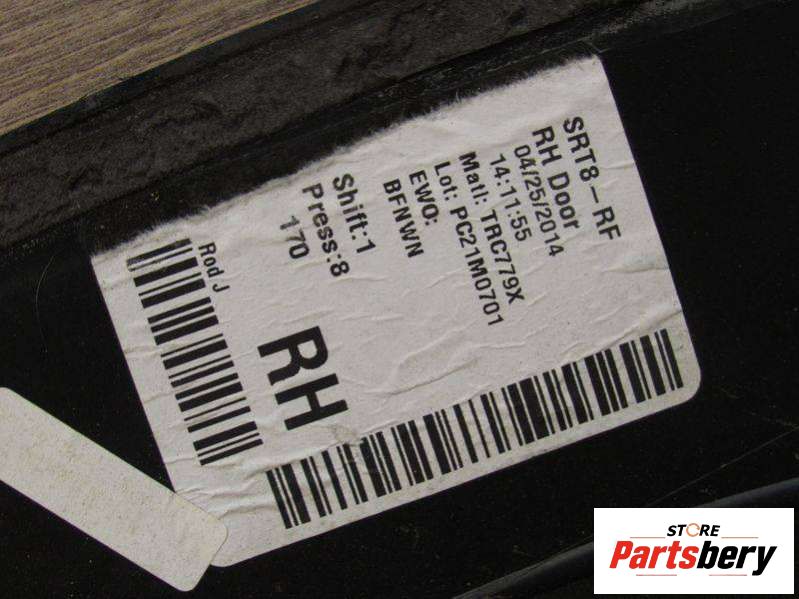 SRT8-RF
RH Door
04/25/2014
14:11:55
Matl: TRC779X
Lot: PC21M0701
EWO:
BFNWN
Shift:1
Press:8
170
Rod J
RH
STORE
Partsbery